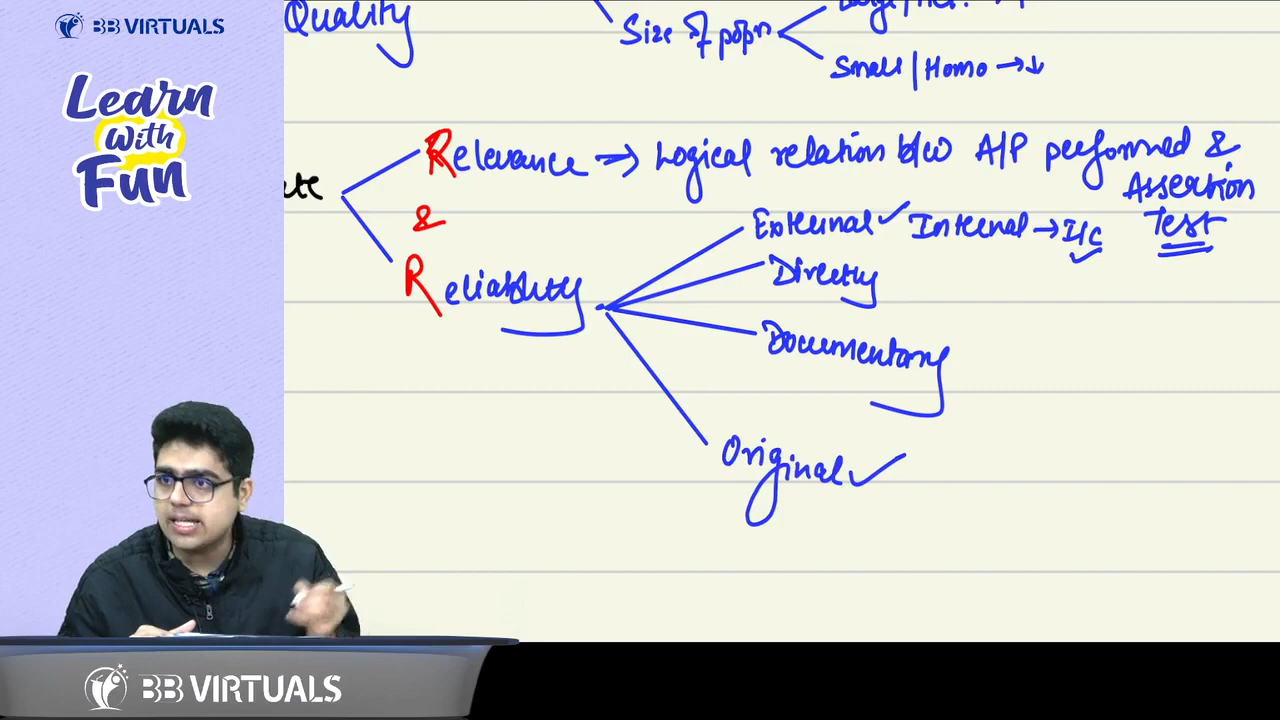 BB VIRTUALS
Learn
With
Fun
Quality
Size of popn
Small/Homo →↓
Relevance ⇒ Logical relation b/w A/P performed &
Assertion
Test
&
Reliability
External ✓ Internal → I/C ✓
Directly
Documentary
Original ✓
BB VIRTUALS